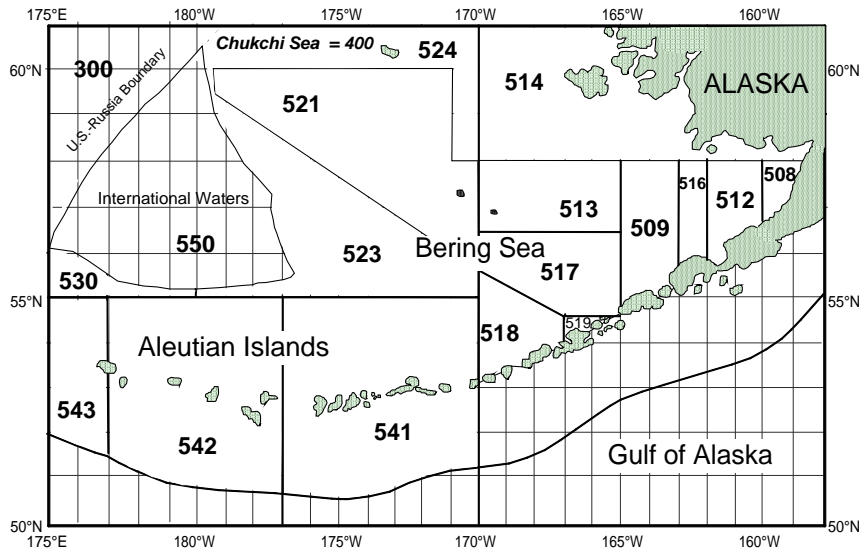 175°E 180°W 175°W 170°W 165°W 160°W
60°N
Chukchi Sea = 400
524
300
514
ALASKA
60°N
U.S.-Russia Boundary
521
International Waters
516
508
513
512
509
550
523
Bering Sea
530
517
55°N
55°N
519
518
Aleutian Islands
543
542
541
Gulf of Alaska
50°N
50°N
175°E 180°W 175°W 170°W 165°W 160°W